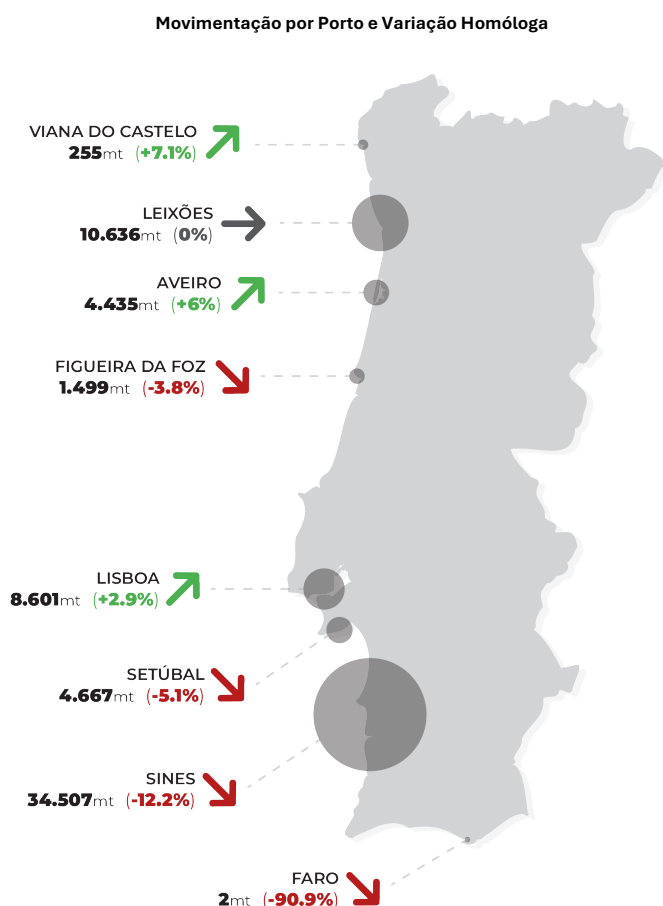 Movimentação por Porto e Variação Homóloga
VIANA DO CASTELO
255mt (+7.1%)
LEIXÕES
10.636mt (0%)
AVEIRO
4.435mt (+6%)
FIGUEIRA DA FOZ
1.499mt (-3.8%)
LISBOA
8.601mt (+2.9%)
SETÚBAL
4.667mt (-5.1%)
SINES
34.507mt (-12.2%)
FARO
2mt (-90.9%)